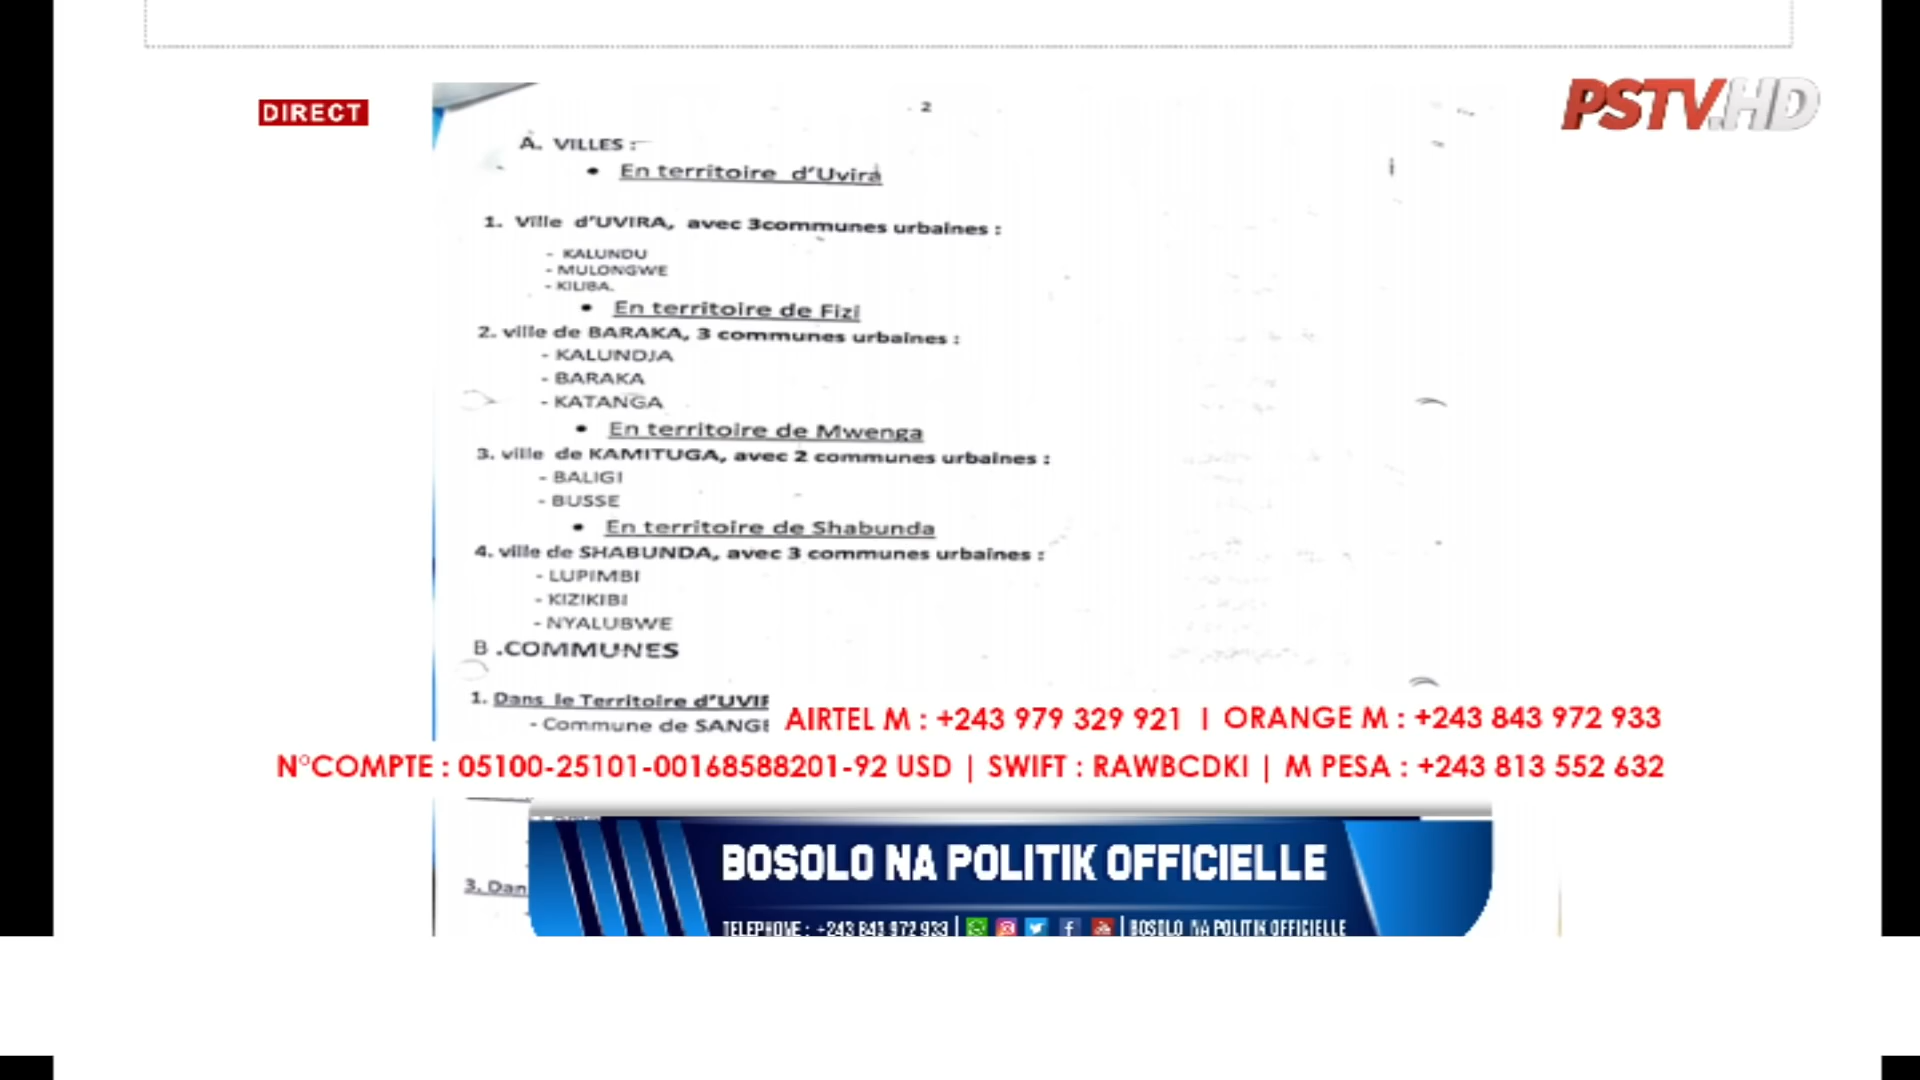 DIRECT
PSTV.HD
2
A. VILLES :
• En territoire d'Uvira
1. Ville d'UVIRA, avec 3communes urbaines :
- KALUNDU
- MULONGWE
- KILIBA.
• En territoire de Fizi
2. ville de BARAKA, 3 communes urbaines :
- KALUNDJA
- BARAKA
- KATANGA
• En territoire de Mwenga
3. ville de KAMITUGA, avec 2 communes urbaines :
- BALIGI
- BUSSE
• En territoire de Shabunda
4. ville de SHABUNDA, avec 3 communes urbaines :
- LUPIMBI
- KIZIKIBI
- NYALUBWE
B .COMMUNES
1. Dans le Territoire d'UVIR
- Commune de SANGE
AIRTEL M : +243 979 329 921 | ORANGE M : +243 843 972 933
N°COMPTE : 05100-25101-00168588201-92 USD | SWIFT : RAWBCDKI | M PESA : +243 813 552 632
3. Dan
BOSOLO NA POLITIK OFFICIELLE
TELEPHONE : +243 843 972 933 | BOSOLO NA POLITIK OFFICIELLE